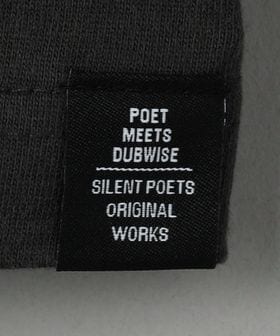 POET
MEETS
DUBWISE
SILENT POETS
ORIGINAL
WORKS